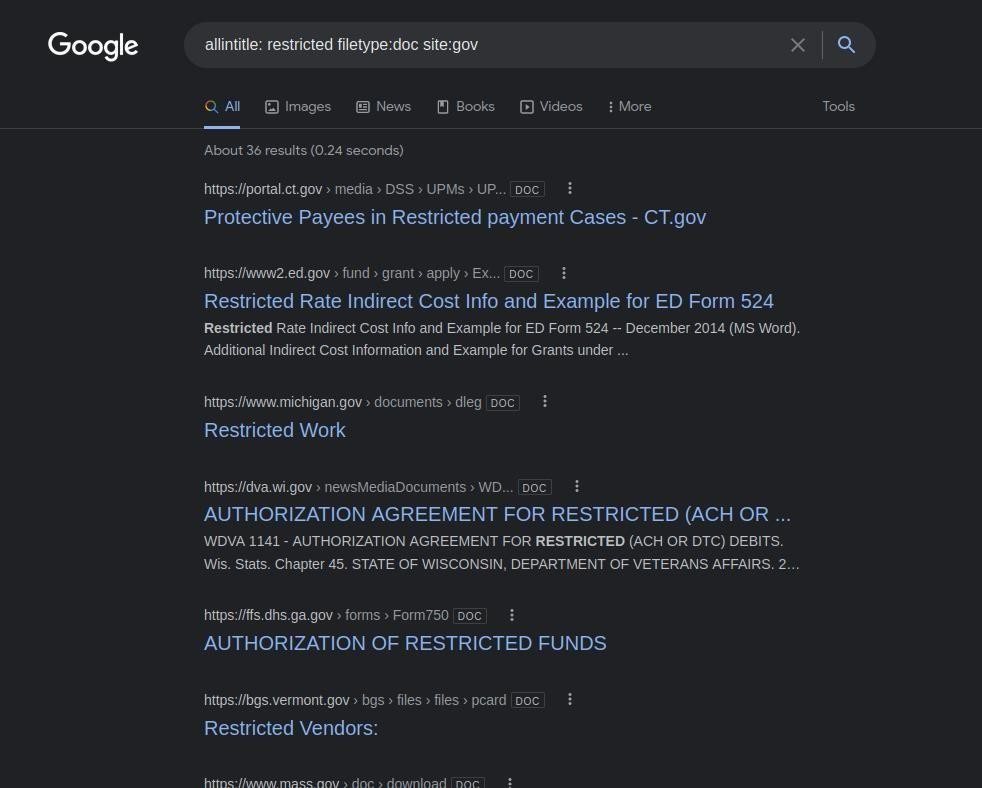 Google
allintitle: restricted filetype:doc site:gov
All Images News Books Videos More Tools
About 36 results (0.24 seconds)
https://portal.ct.gov › media › DSS › UPMs › UP... DOC
Protective Payees in Restricted payment Cases - CT.gov
https://www2.ed.gov › fund › grant › apply › Ex... DOC
Restricted Rate Indirect Cost Info and Example for ED Form 524
Restricted Rate Indirect Cost Info and Example for ED Form 524 -- December 2014 (MS Word).
Additional Indirect Cost Information and Example for Grants under ...
https://www.michigan.gov › documents › dleg DOC
Restricted Work
https://dva.wi.gov › newsMediaDocuments › WD... DOC
AUTHORIZATION AGREEMENT FOR RESTRICTED (ACH OR ...
WDVA 1141 - AUTHORIZATION AGREEMENT FOR RESTRICTED (ACH OR DTC) DEBITS.
Wis. Stats. Chapter 45. STATE OF WISCONSIN, DEPARTMENT OF VETERANS AFFAIRS. 2...
https://ffs.dhs.ga.gov › forms › Form750 DOC
AUTHORIZATION OF RESTRICTED FUNDS
https://bgs.vermont.gov › bgs › files › files › pcard DOC
Restricted Vendors:
https://www.mass.gov › doc › download DOC